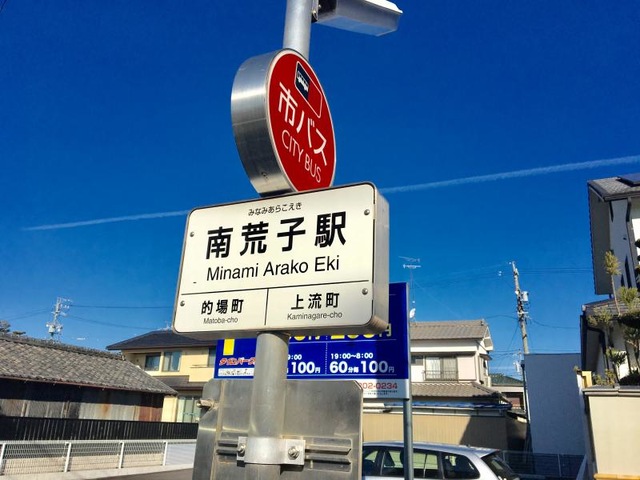 市バス
CITY BUS
みなみあらこえき
南荒子駅
Minami Arako Eki
的場町
Matoba-cho
上流町
Kaminagare-cho
19:00〜8:00
100円
60分毎100円
202-0234